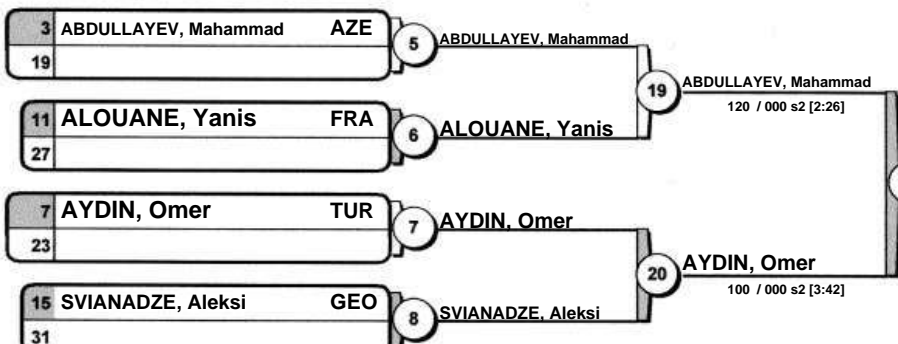 3 ABDULLAYEV, Mahammad AZE
19
5
ABDULLAYEV, Mahammad
11 ALOUANE, Yanis FRA
27
6
ALOUANE, Yanis
19
ABDULLAYEV, Mahammad
120 / 000 s2 [2:26]
7 AYDIN, Omer TUR
23
7
AYDIN, Omer
15 SVIANADZE, Aleksi GEO
31
8
SVIANADZE, Aleksi
20
AYDIN, Omer
100 / 000 s2 [3:42]